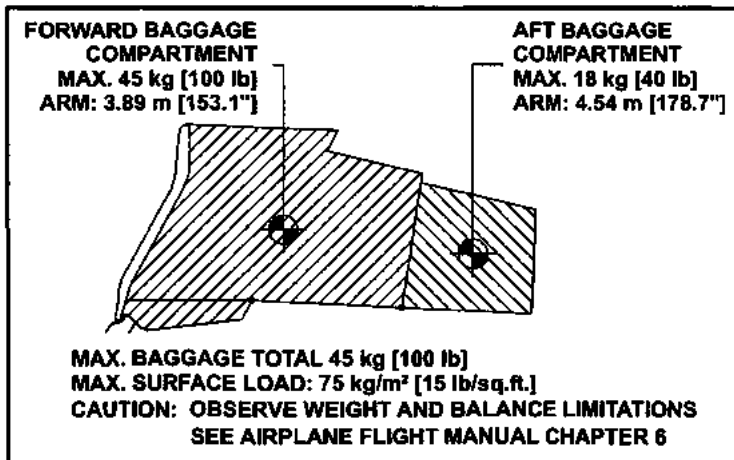 FORWARD BAGGAGE
COMPARTMENT
MAX. 45 kg [100 lb]
ARM: 3.89 m [153.1"]
AFT BAGGAGE
COMPARTMENT
MAX. 18 kg [40 lb]
ARM: 4.54 m [178.7"]
MAX. BAGGAGE TOTAL 45 kg [100 lb]
MAX. SURFACE LOAD: 75 kg/m² [15 lb/sq.ft.]
CAUTION: OBSERVE WEIGHT AND BALANCE LIMITATIONS
SEE AIRPLANE FLIGHT MANUAL CHAPTER 6